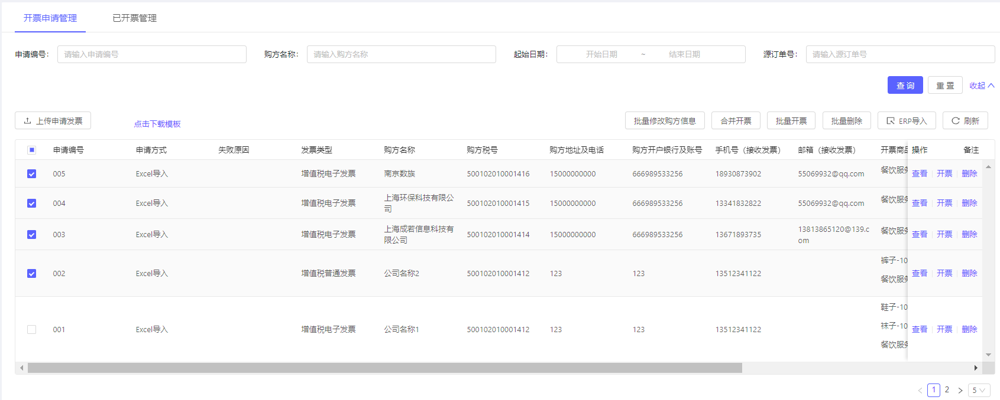 开票申请管理 已开票管理
申请编号： 请输入申请编号 购方名称： 请输入购方名称 起始日期： 开始日期 ~ 结束日期 源订单号： 请输入源订单号
查 询 重 置 收起
上传申请发票 点击下载模板 批量修改购方信息 合并开票 批量开票 批量删除 ERP导入 刷新
申请编号 申请方式 失败原因 发票类型 购方名称 购方税号 购方地址及电话 购方开户银行及账号 手机号（接收发票） 邮箱（接收发票） 开票商品 操作 备注
005 Excel导入 增值税电子发票 南京数族 500102010001416 15000000000 666989533256 18930873902 55069932@qq.com 餐饮服务 查看 开票 删除
004 Excel导入 增值税电子发票 上海环保科技有限公
司 500102010001415 15000000000 666989533256 13341832822 55069932@qq.com 餐饮服务 查看 开票 删除
003 Excel导入 增值税电子发票 上海成若信息科技有
限公司 500102010001414 15000000000 666989533256 13671893735 13813865120@139.c
om 餐饮服务 查看 开票 删除
002 Excel导入 增值税普通发票 公司名称2 500102010001412 123 123 13512341122 裤子-10
餐饮服务 查看 开票 删除
001 Excel导入 增值税电子发票 公司名称1 500102010001412 123 123 13512341122 鞋子-10
袜子-10
餐饮服务 查看 开票 删除
1 2 5